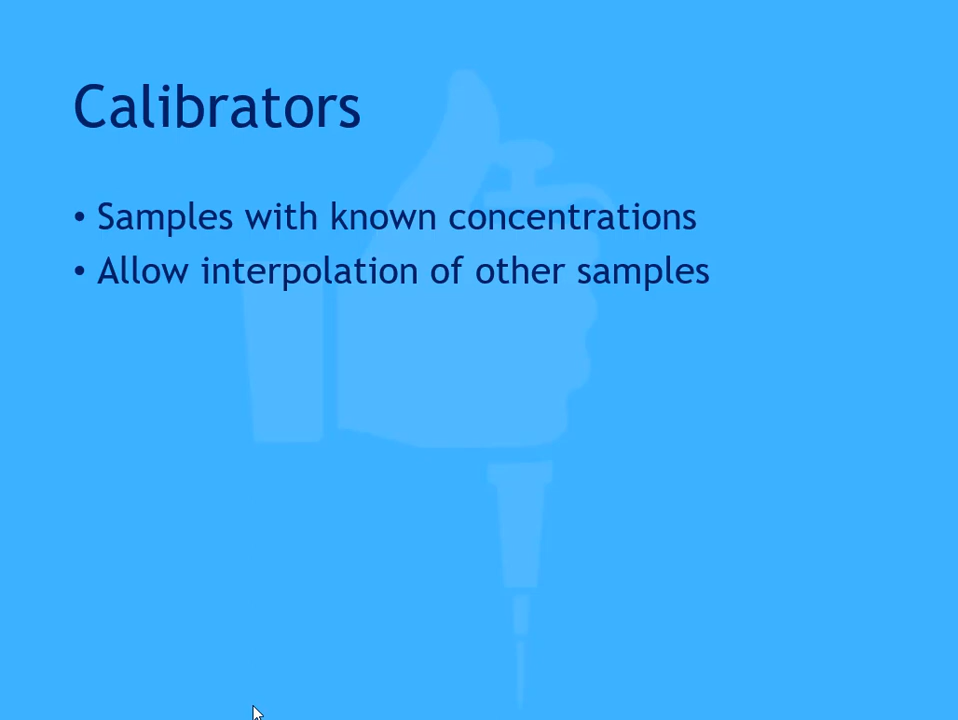 Calibrators
• Samples with known concentrations
• Allow interpolation of other samples